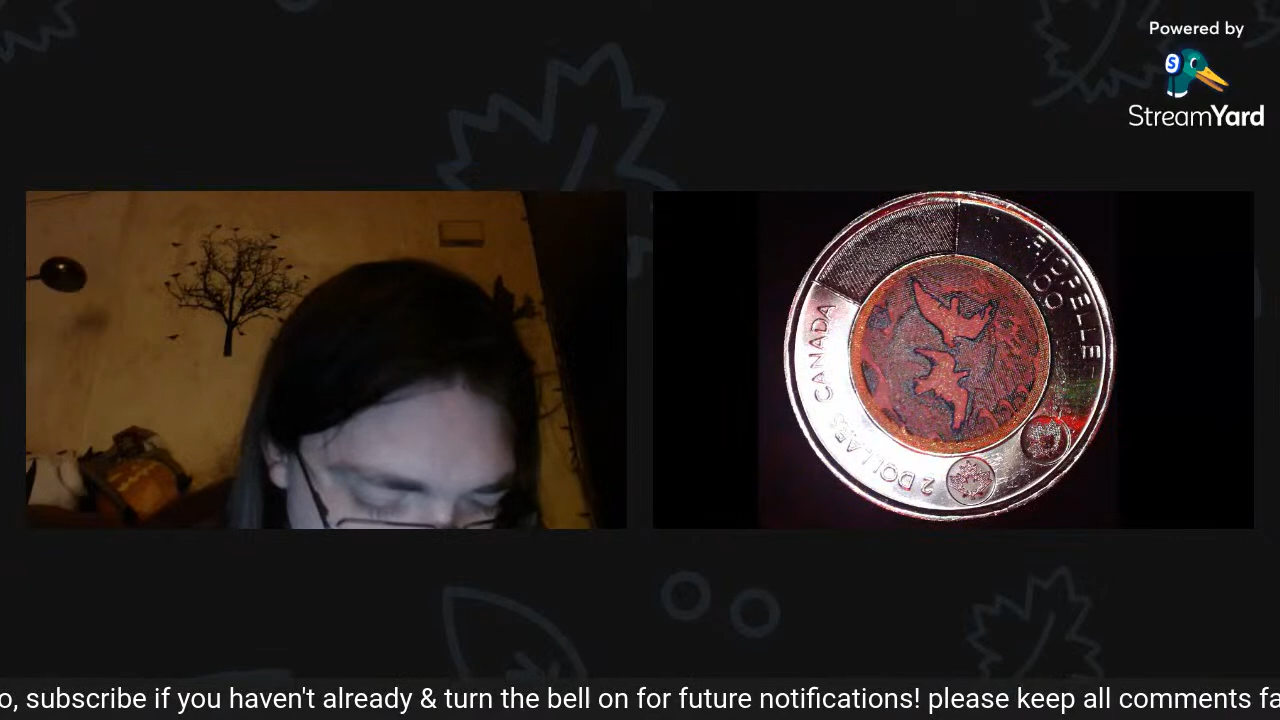 Powered by
S
StreamYard
RIOPELLE
100
CANADA
2 DOLLARS
o, subscribe if you haven't already & turn the bell on for future notifications! please keep all comments fa